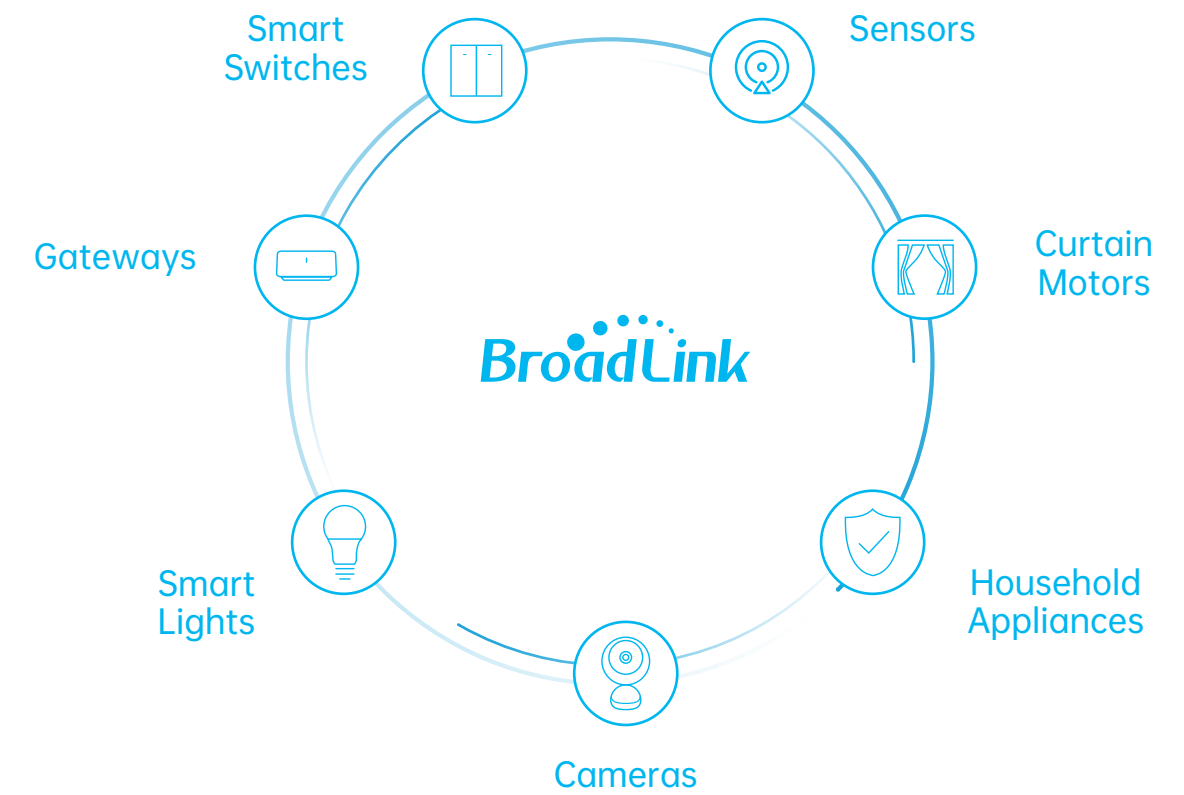 Smart
Switches
Sensors
Gateways
Curtain
Motors
BroadLink
Smart
Lights
Household
Appliances
Cameras